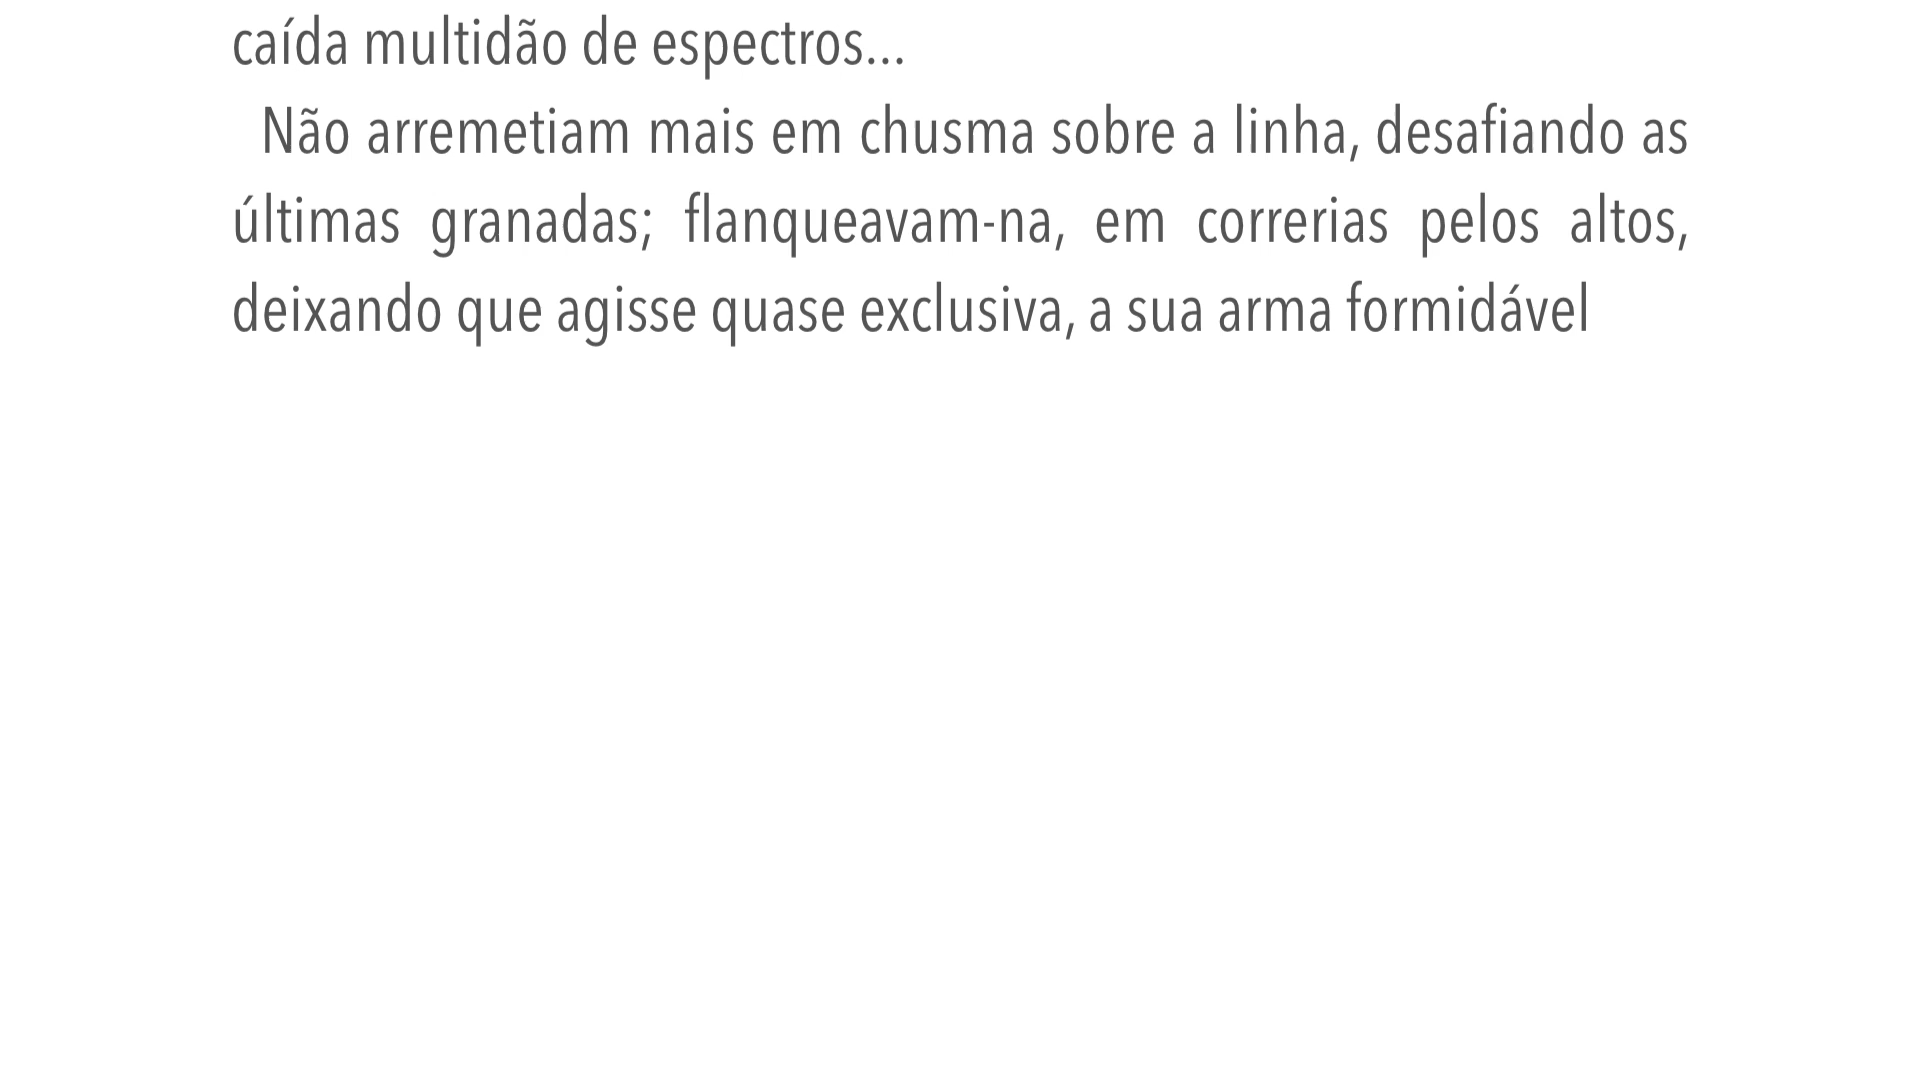 caída multidão de espectros...
Não arremetiam mais em chusma sobre a linha, desafiando as
últimas granadas; flanqueavam-na, em correrias pelos altos,
deixando que agisse quase exclusiva, a sua arma formidável